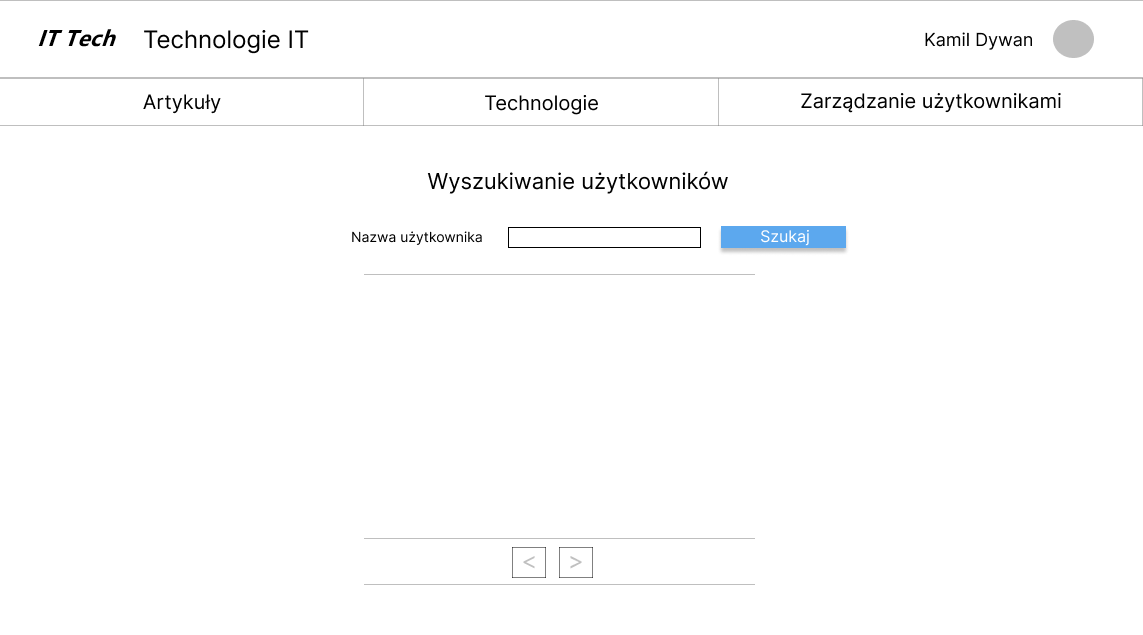 IT Tech Technologie IT Kamil Dywan
Artykuły Technologie Zarządzanie użytkownikami
Wyszukiwanie użytkowników
Nazwa użytkownika Szukaj
< >